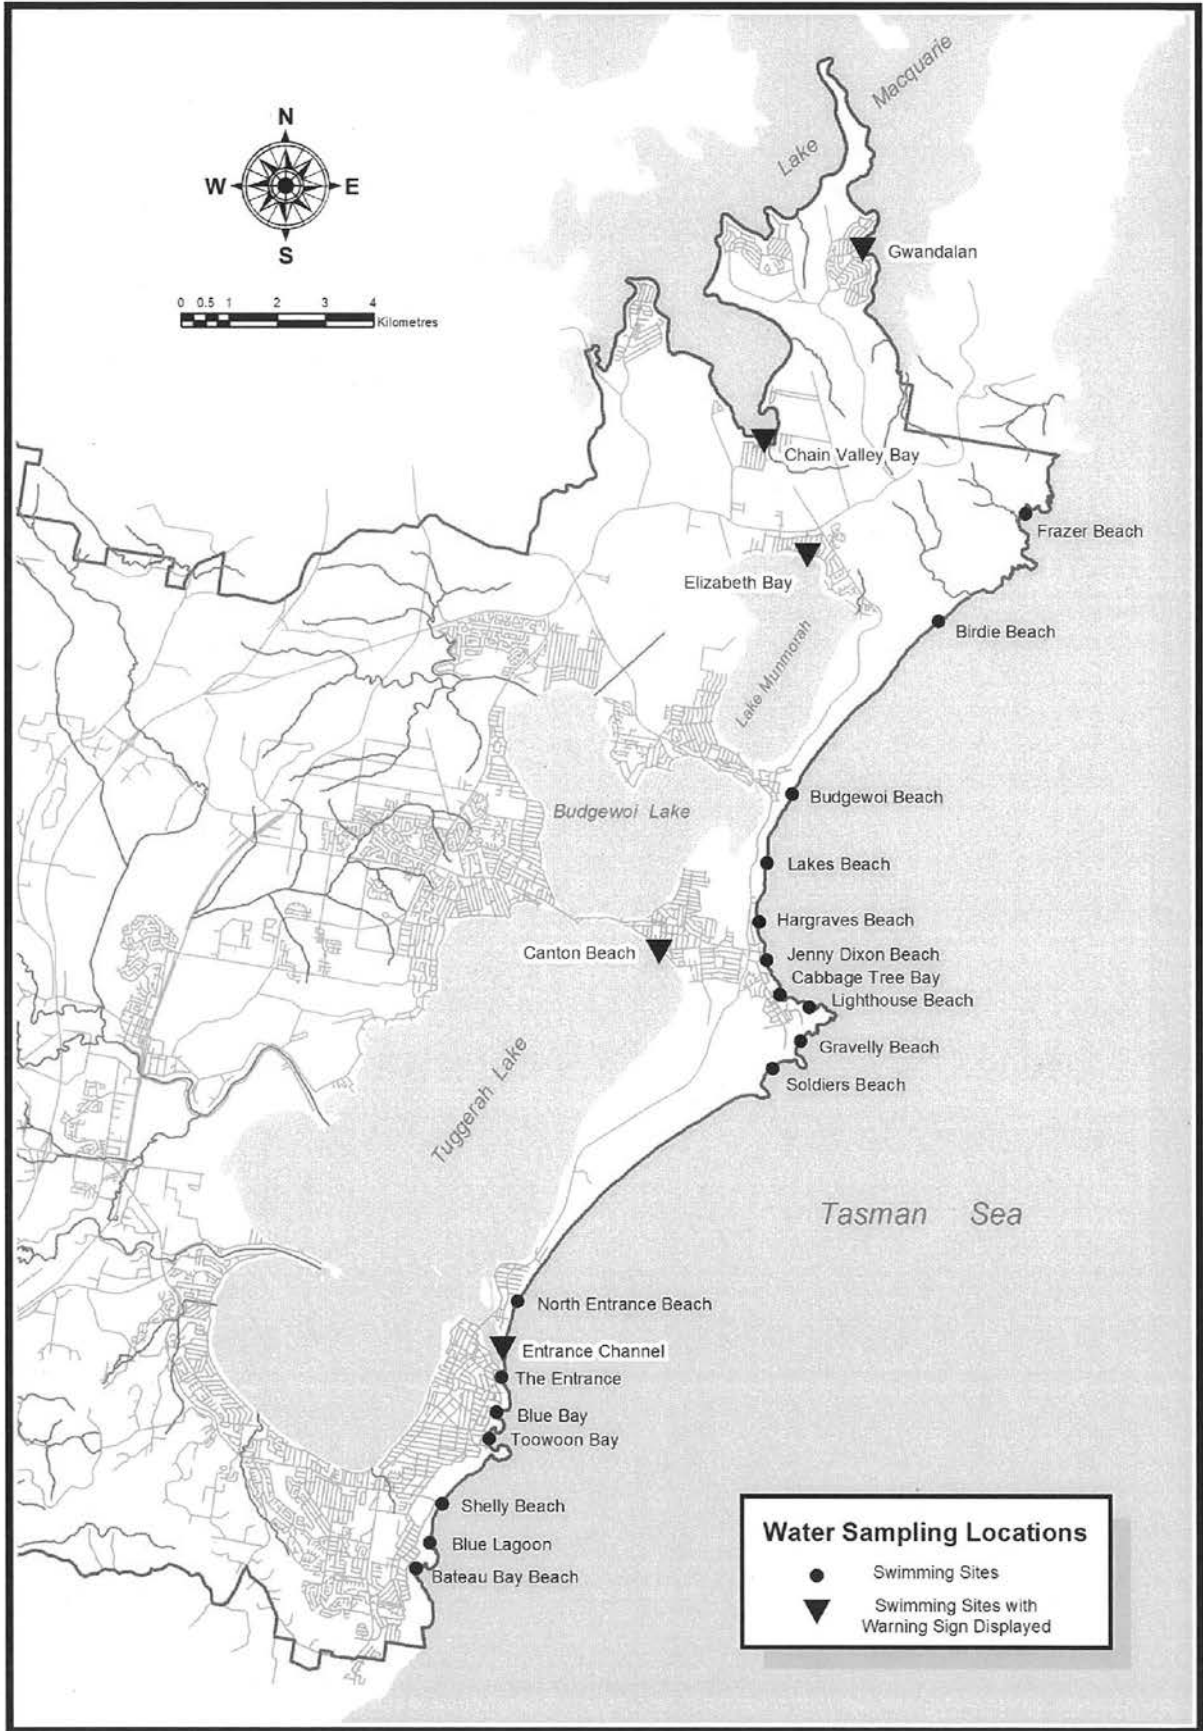 Lake Macquarie
N
W E
S
0 0.5 1 2 3 4
Kilometres
Gwandalan
Chain Valley Bay
Frazer Beach
Elizabeth Bay
Birdie Beach
Lake Munmorah
Budgewoi Beach
Budgewoi Lake
Lakes Beach
Hargraves Beach
Canton Beach
Jenny Dixon Beach
Cabbage Tree Bay
Lighthouse Beach
Gravelly Beach
Soldiers Beach
Tuggerah Lake
Tasman Sea
North Entrance Beach
Entrance Channel
The Entrance
Blue Bay
Toowoon Bay
Shelly Beach
Blue Lagoon
Bateau Bay Beach
Water Sampling Locations
Swimming Sites
Swimming Sites with
Warning Sign Displayed